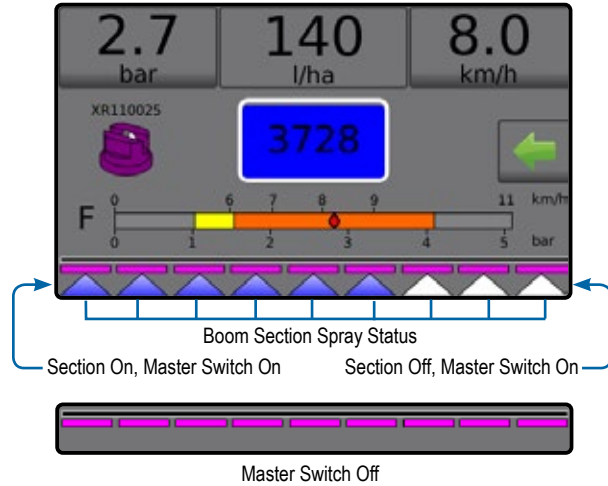 2.7 140 8.0
bar l/ha km/h
XR110025
3728
0 6 7 8 9 11 km/h
F
0 1 2 3 4 5 bar
Boom Section Spray Status
Section On, Master Switch On Section Off, Master Switch On
Master Switch Off